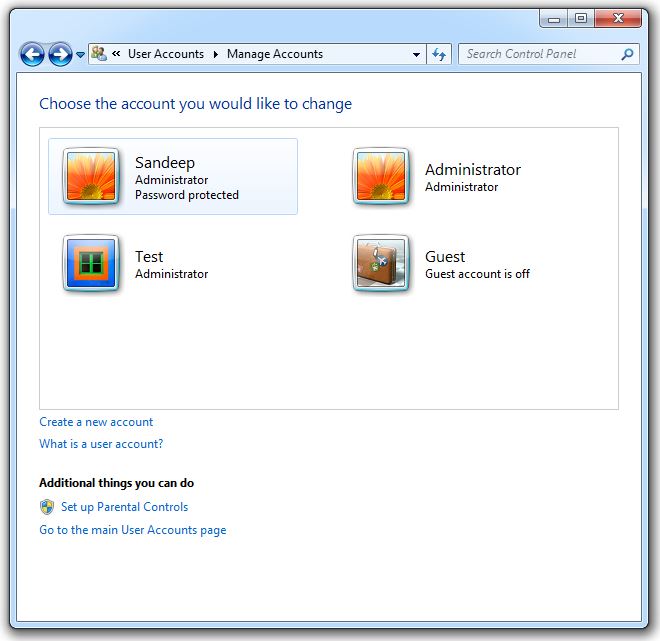 « User Accounts ▸ Manage Accounts
Search Control Panel
Choose the account you would like to change
Sandeep
Administrator
Password protected
Administrator
Administrator
Test
Administrator
Guest
Guest account is off
Create a new account
What is a user account?
Additional things you can do
Set up Parental Controls
Go to the main User Accounts page